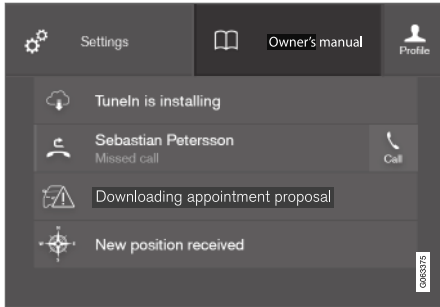 Settings
Owner's manual
Profile
TuneIn is installing
Sebastian Petersson
Missed call
Call
Downloading appointment proposal
New position received
G063375